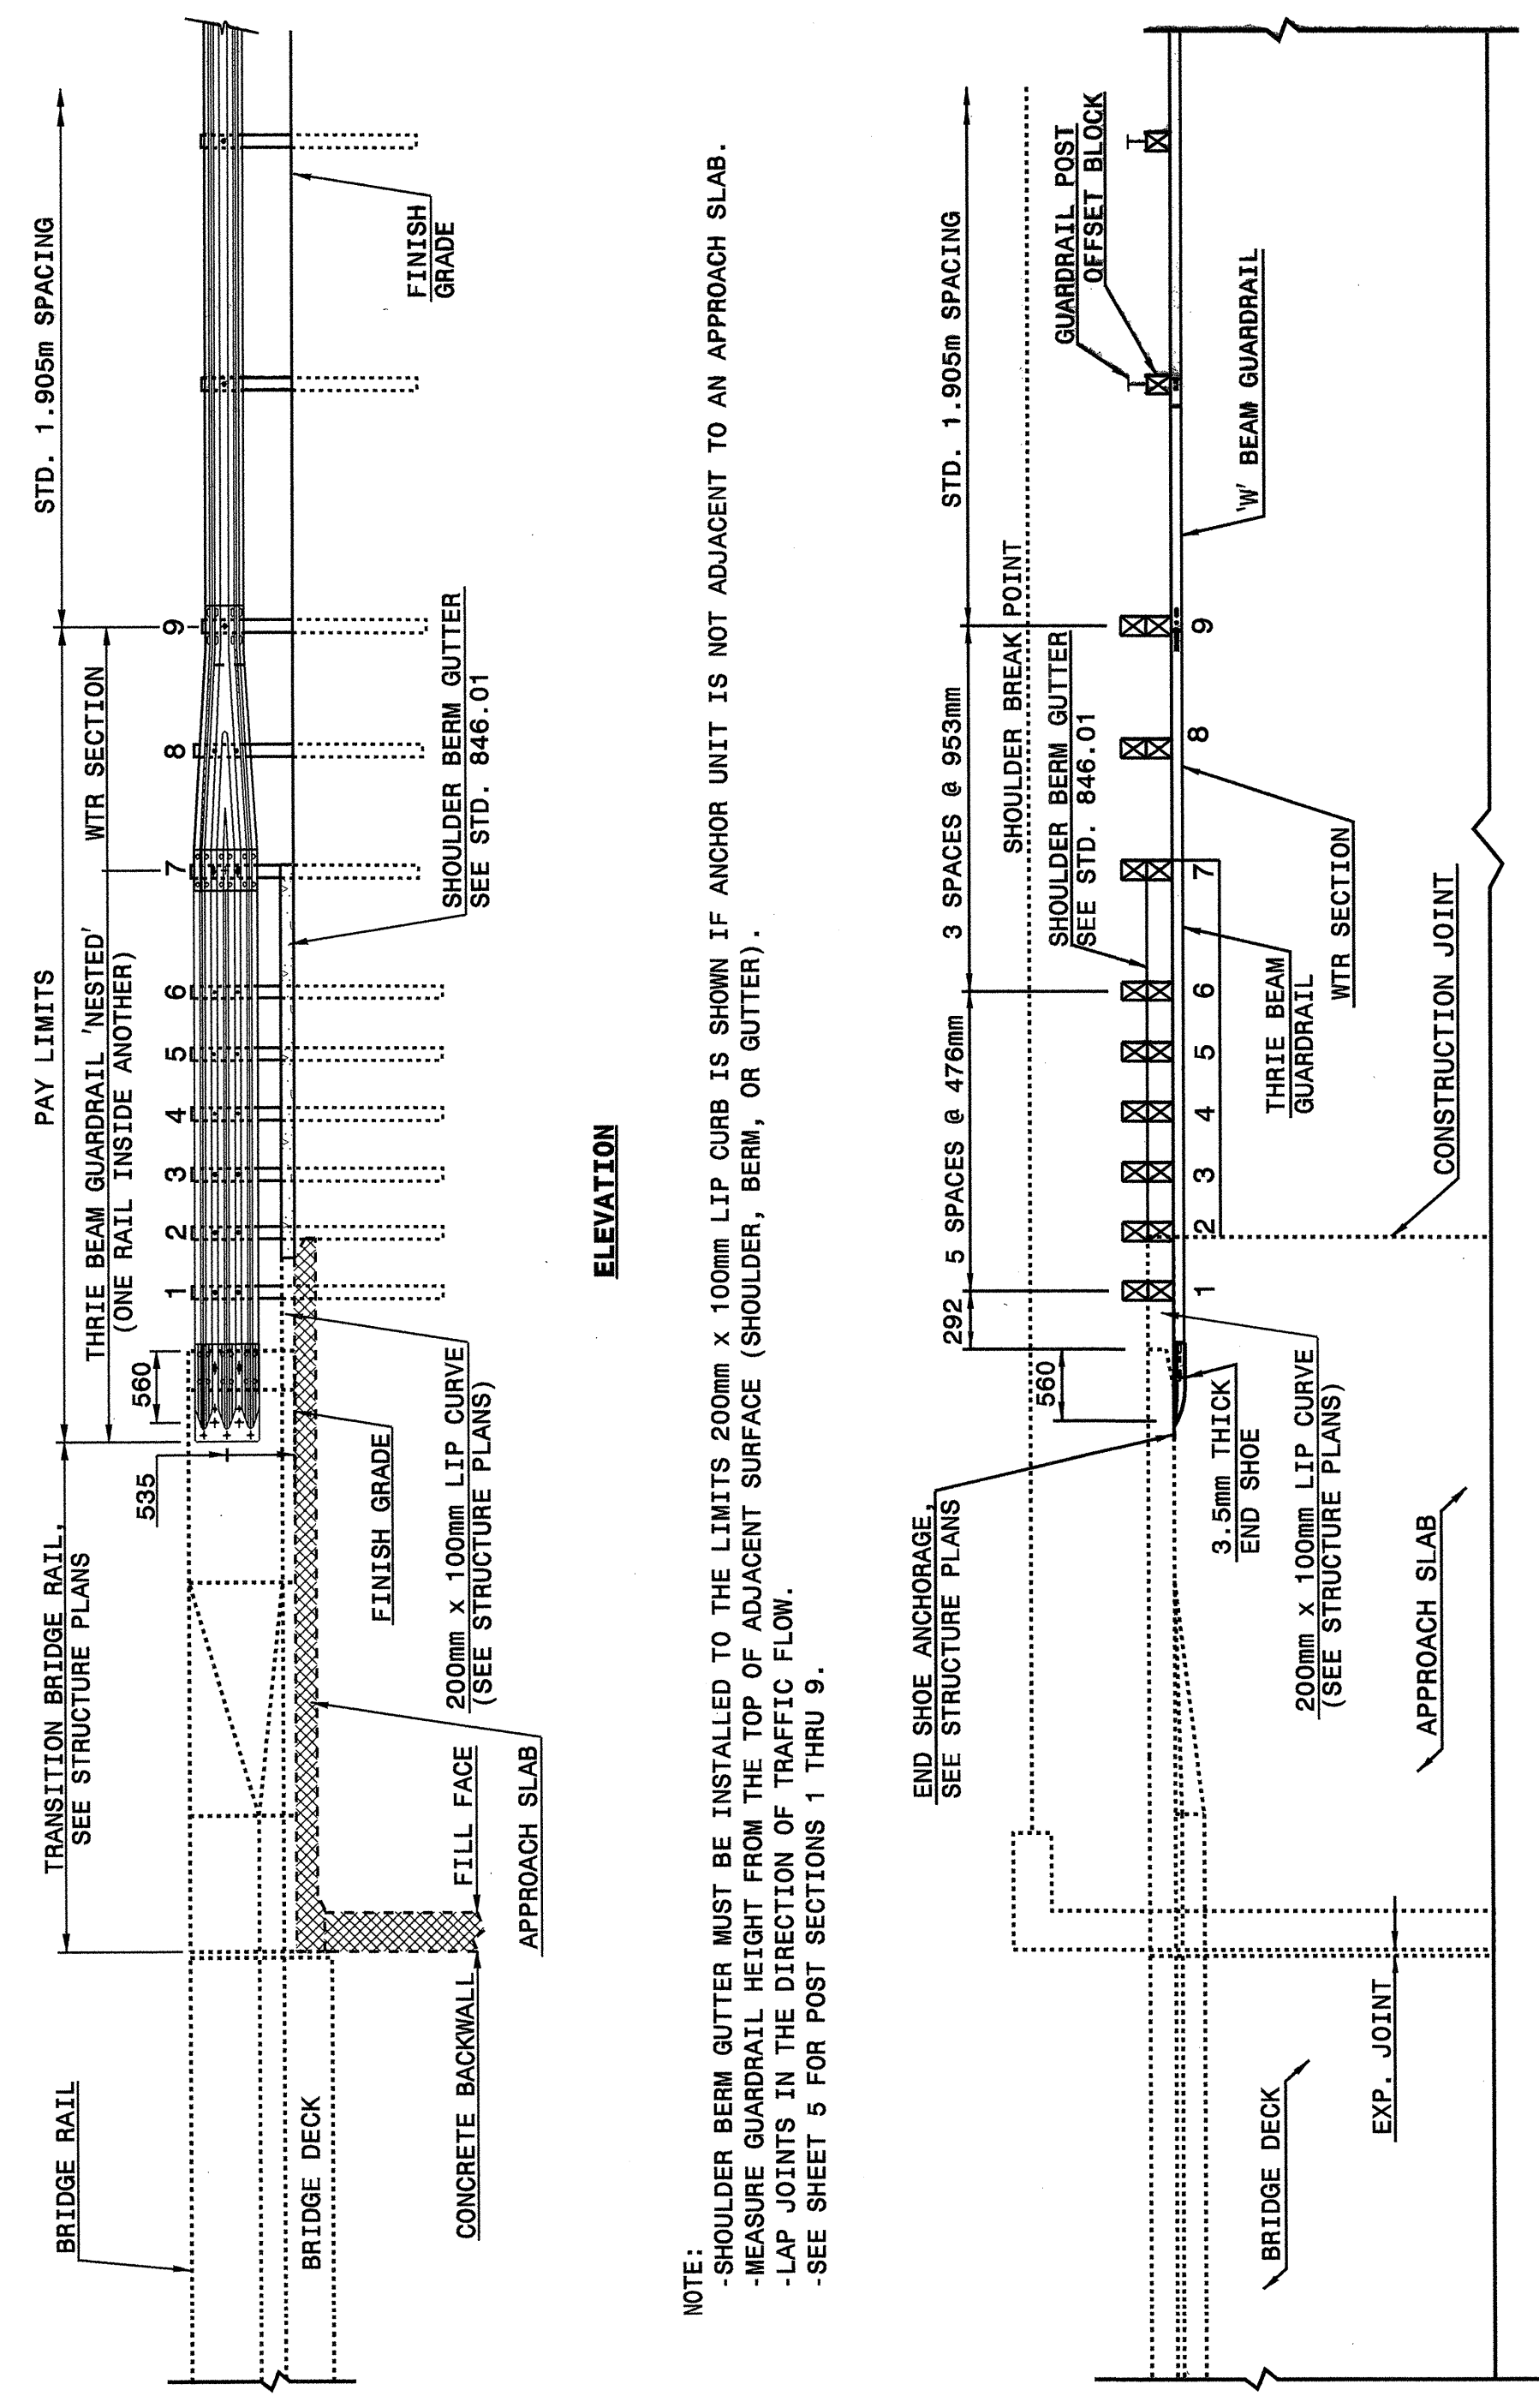 BRIDGE RAIL
TRANSITION BRIDGE RAIL,
SEE STRUCTURE PLANS
PAY LIMITS
STD. 1.905m SPACING
THRIE BEAM GUARDRAIL 'NESTED'
(ONE RAIL INSIDE ANOTHER)
WTR SECTION
535
560
1
2
3
4
5
6
7
8
9
BRIDGE DECK
FINISH GRADE
FINISH
GRADE
200mm x 100mm LIP CURVE
(SEE STRUCTURE PLANS)
SHOULDER BERM GUTTER
SEE STD. 846.01
CONCRETE BACKWALL
FILL FACE
APPROACH SLAB
ELEVATION
NOTE:
-SHOULDER BERM GUTTER MUST BE INSTALLED TO THE LIMITS 200mm x 100mm LIP CURB IS SHOWN IF ANCHOR UNIT IS NOT ADJACENT TO AN APPROACH SLAB.
-MEASURE GUARDRAIL HEIGHT FROM THE TOP OF ADJACENT SURFACE (SHOULDER, BERM, OR GUTTER).
-LAP JOINTS IN THE DIRECTION OF TRAFFIC FLOW.
-SEE SHEET 5 FOR POST SECTIONS 1 THRU 9.
END SHOE ANCHORAGE,
SEE STRUCTURE PLANS
292
5 SPACES @ 476mm
3 SPACES @ 953mm
STD. 1.905m SPACING
560
SHOULDER BREAK POINT
SHOULDER BERM GUTTER
SEE STD. 846.01
GUARDRAIL POST
OFFSET BLOCK
1
2
3
4
5
6
7
8
9
3.5mm THICK
END SHOE
THRIE BEAM
GUARDRAIL
WTR SECTION
'W' BEAM GUARDRAIL
200mm x 100mm LIP CURVE
(SEE STRUCTURE PLANS)
BRIDGE DECK
EXP. JOINT
APPROACH SLAB
CONSTRUCTION JOINT